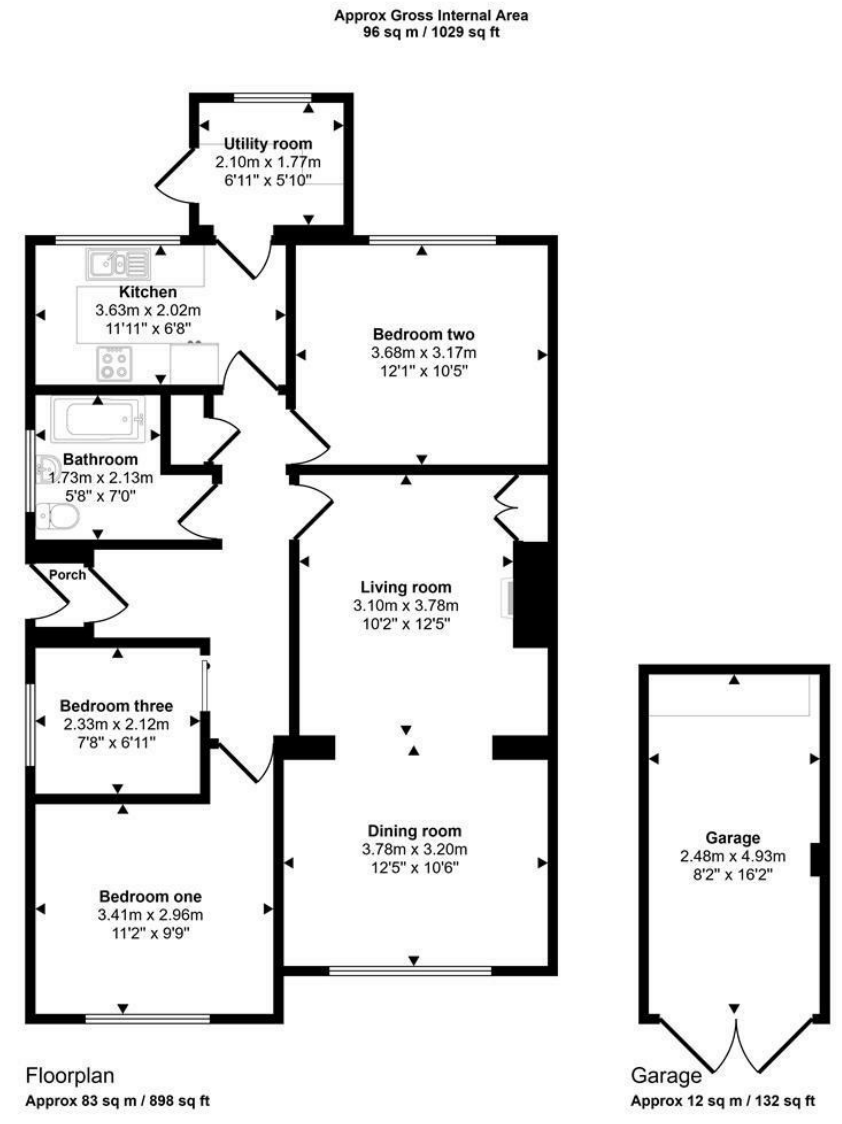 Approx Gross Internal Area
96 sq m / 1029 sq ft
Utility room
2.10m x 1.77m
6'11" x 5'10"
Kitchen
3.63m x 2.02m
11'11" x 6'8"
Bedroom two
3.68m x 3.17m
12'1" x 10'5"
Bathroom
1.73m x 2.13m
5'8" x 7'0"
Porch
Living room
3.10m x 3.78m
10'2" x 12'5"
Bedroom three
2.33m x 2.12m
7'8" x 6'11"
Dining room
3.78m x 3.20m
12'5" x 10'6"
Garage
2.48m x 4.93m
8'2" x 16'2"
Bedroom one
3.41m x 2.96m
11'2" x 9'9"
Floorplan
Approx 83 sq m / 898 sq ft
Garage
Approx 12 sq m / 132 sq ft